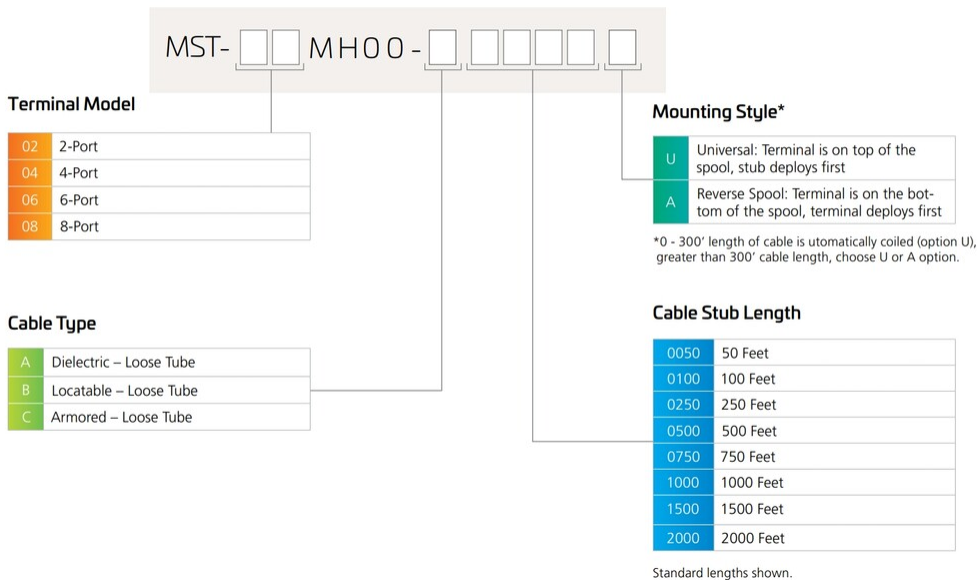 MST- MH00 -
Terminal Model
02 2-Port
04 4-Port
06 6-Port
08 8-Port
Cable Type
A Dielectric – Loose Tube
B Locatable – Loose Tube
C Armored – Loose Tube
Mounting Style*
U Universal: Terminal is on top of the
spool, stub deploys first
A Reverse Spool: Terminal is on the bot-
tom of the spool, terminal deploys first
*0 - 300’ length of cable is utomatically coiled (option U),
greater than 300’ cable length, choose U or A option.
Cable Stub Length
0050 50 Feet
0100 100 Feet
0250 250 Feet
0500 500 Feet
0750 750 Feet
1000 1000 Feet
1500 1500 Feet
2000 2000 Feet
Standard lengths shown.